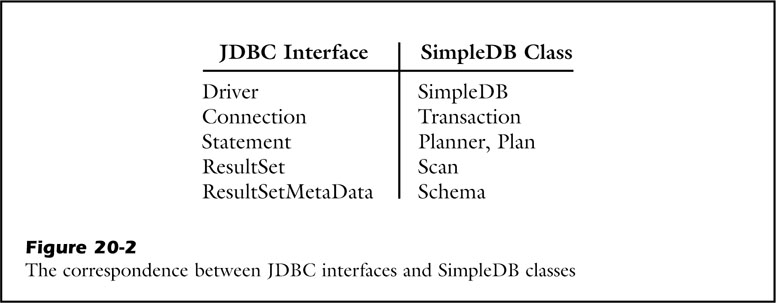 JDBC Interface SimpleDB Class
Driver SimpleDB
Connection Transaction
Statement Planner, Plan
ResultSet Scan
ResultSetMetaData Schema
Figure 20-2
The correspondence between JDBC interfaces and SimpleDB classes